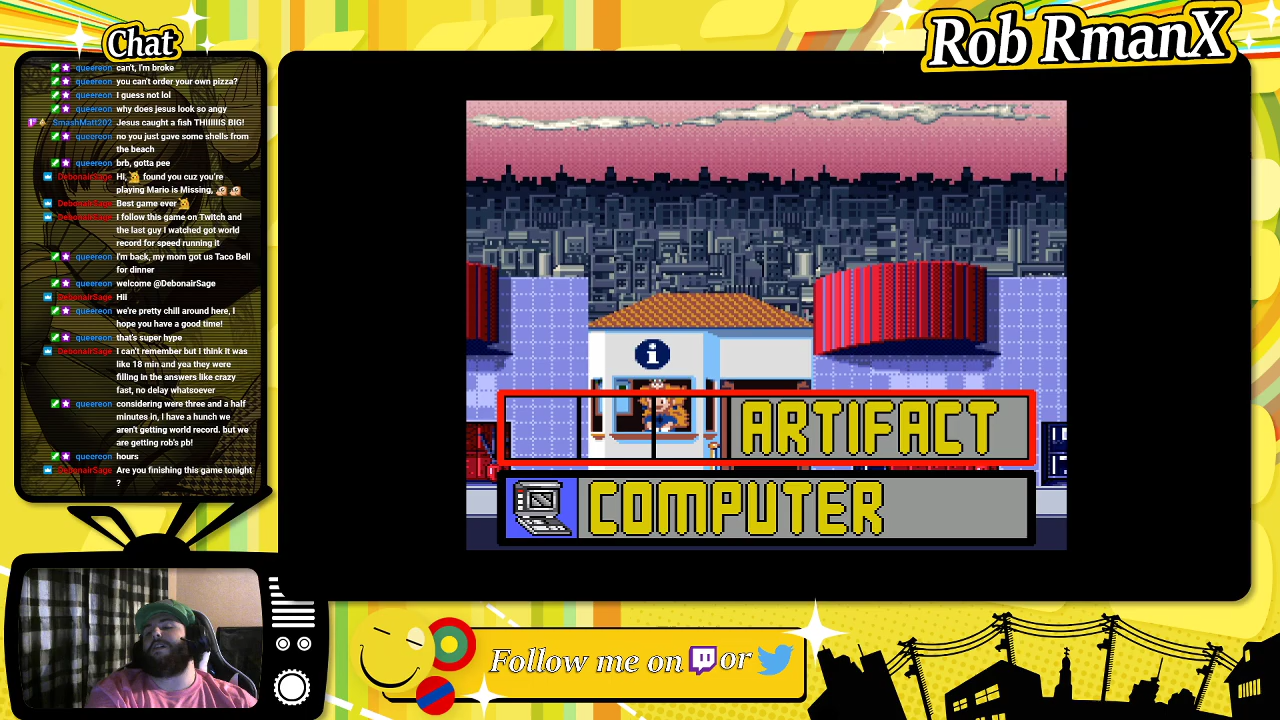 Chat
Rob RmanX
can't, I'm broke
queereon you can't order your own pizza?
queereon I guess not lol
queereon why does jesus look so angy
SmashMatt202 Jesus caught a fish THIIIIIS BIG!
queereon no you just gave some shells from
the beach
queereon brb, gotta pee
DebonairSage Hi, found you cuz you're
playing Mario is Missing.
DebonairSage Best game ever
DebonairSage I follow this game on Twitch and
the last guy I watched got world
record for speed running
queereon I'm back, my mom got us Taco Bell
for dinner
queereon welcome @DebonairSage
DebonairSage Hii
queereon we're pretty chill around here, I
hope you have a good time!
queereon that's super hype
DebonairSage I can't remember but I think it was
like 18 min and yea they were
filling in the answers like crazy
fast, no delay whatsoever
queereon considering we're three and a half
minutes in, I have a hunch we
aren't getting world record. but we
are getting rob's pb!
queereon hours
DebonairSage Are you finishing this game tonight
?
i
ARTIFACT
COMPUTER
Follow me on or